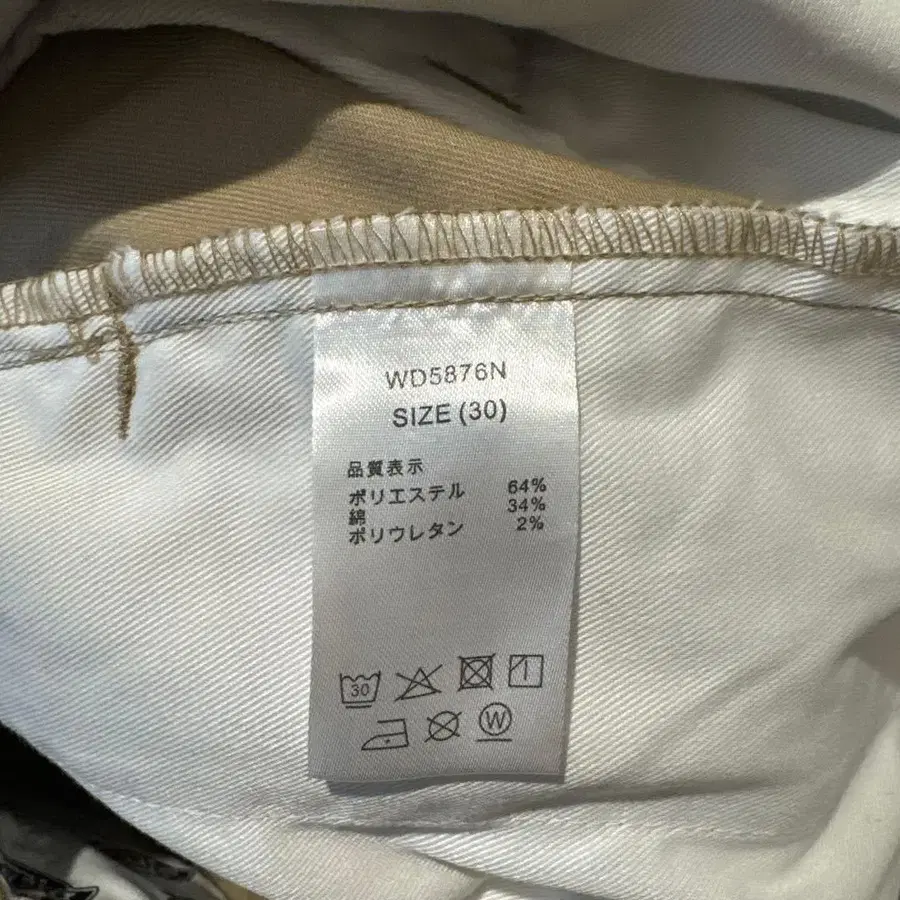 WD5876N
SIZE (30)
品質表示
ポリエステル 64%
綿 34%
ポリウレタン 2%
30
W